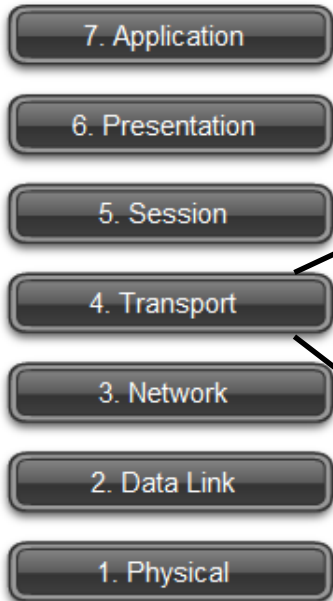 7. Application
6. Presentation
5. Session
4. Transport
3. Network
2. Data Link
1. Physical